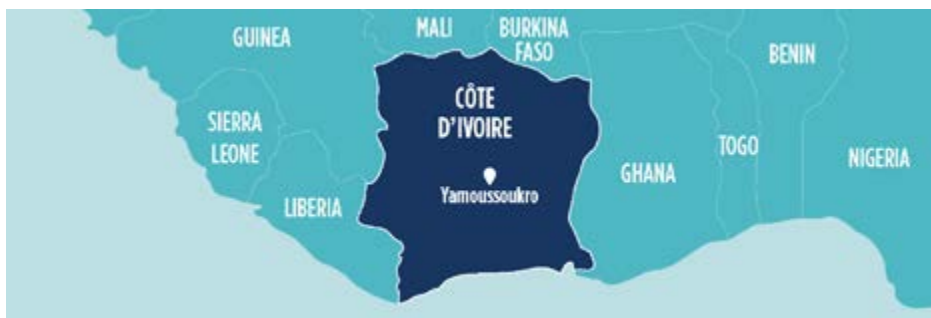 GUINEA
MALI
BURKINA
FASO
BENIN
CÔTE
D'IVOIRE
SIERRA
LEONE
TOGO
NIGERIA
GHANA
Yamoussoukro
LIBERIA